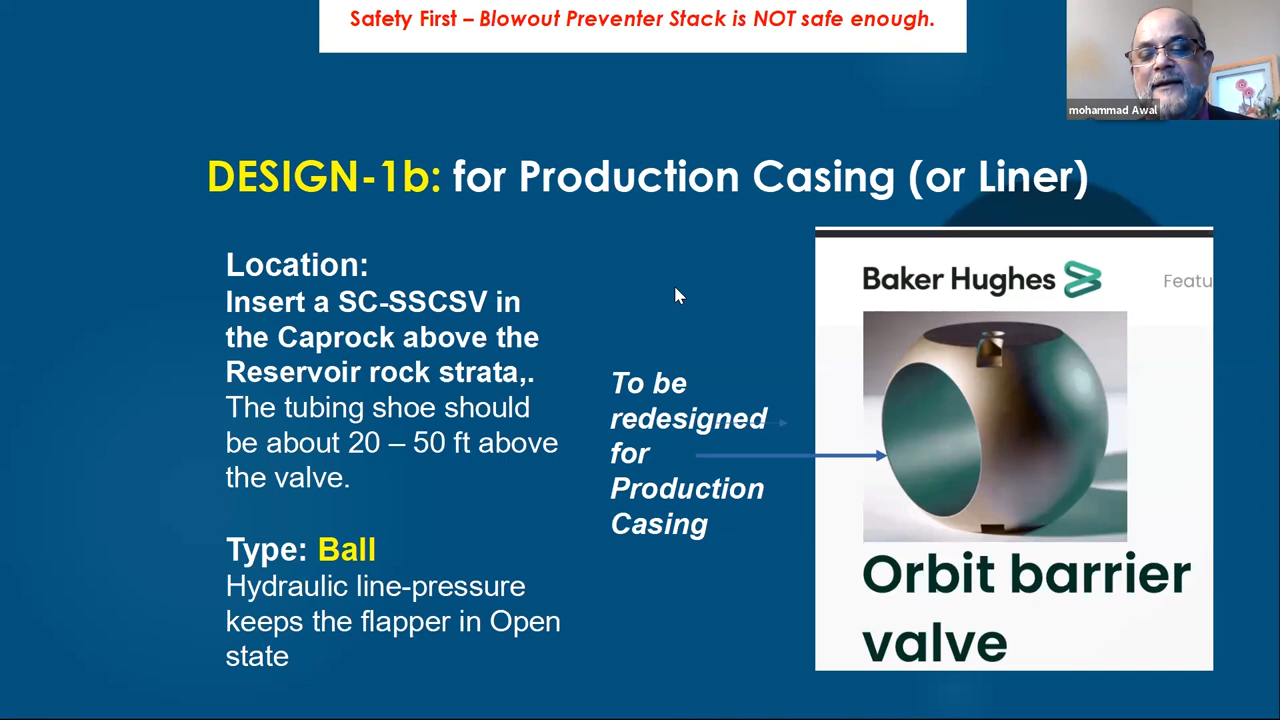 Safety First – Blowout Preventer Stack is NOT safe enough.
mohammad Awal
DESIGN-1b: for Production Casing (or Liner)
Location:
Insert a SC-SSCSV in
the Caprock above the
Reservoir rock strata,.
The tubing shoe should
be about 20 – 50 ft above
the valve.
Type: Ball
Hydraulic line-pressure
keeps the flapper in Open
state
To be
redesigned
for
Production
Casing
Baker Hughes
Featu
Orbit barrier
valve